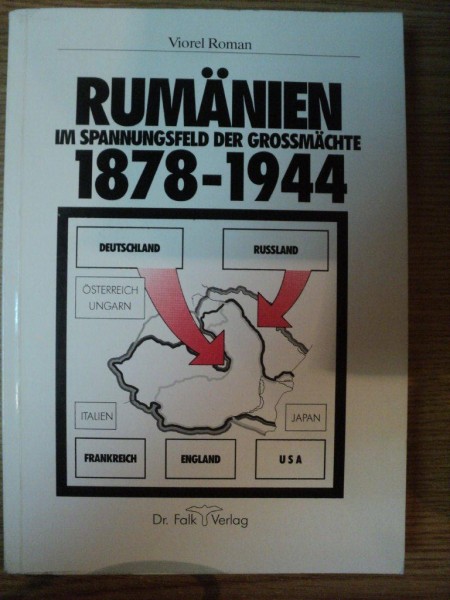 Viorel Roman
RUMÄNIEN
IM SPANNUNGSFELD DER GROSSMÄCHTE
1878-1944
DEUTSCHLAND
RUSSLAND
ÖSTERREICH
UNGARN
ITALIEN
JAPAN
FRANKREICH
ENGLAND
U S A
Dr. Falk Verlag